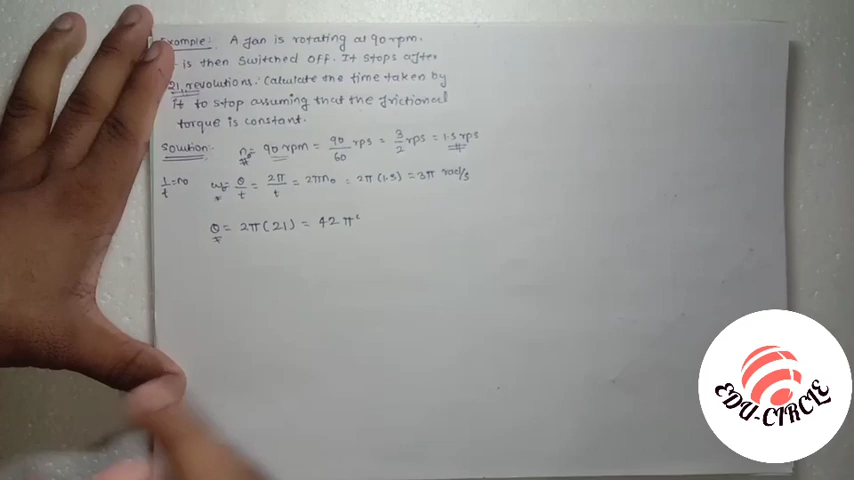 Example: A fan is rotating at 90 rpm.
is then switched OFF. It stops after
21 revolutions. Calculate the time taken by
it to stop assuming that the frictional
torque is constant.
Solution: n₀ = 90 rpm = 90/60 rps = 3/2 rps = 1.5 rps
1/t = n₀ ω₀ = θ/t = 2π/t = 2πn₀ = 2π(1.5) = 3π rad/s
θ = 2π(21) = 42πᶜ
EDU-CIRCLE